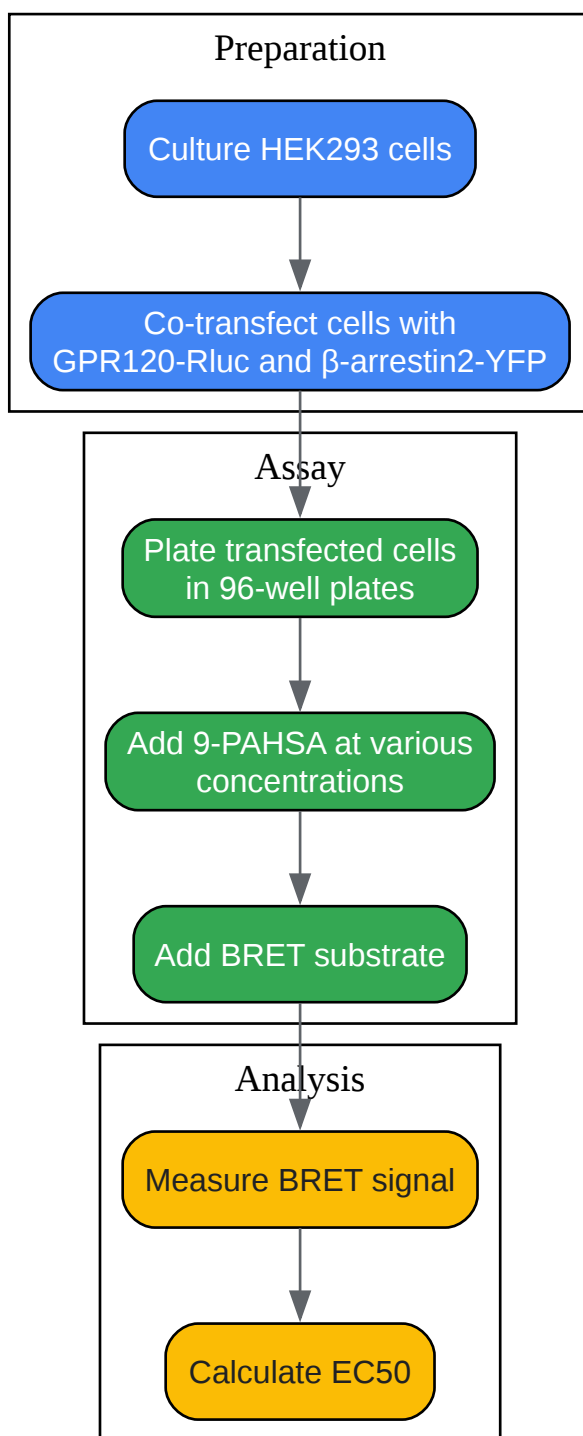 Preparation
Culture HEK293 cells
Co-transfect cells with
GPR120-Rluc and β-arrestin2-YFP
Assay
Plate transfected cells
in 96-well plates
Add 9-PAHSA at various
concentrations
Add BRET substrate
Analysis
Measure BRET signal
Calculate EC50